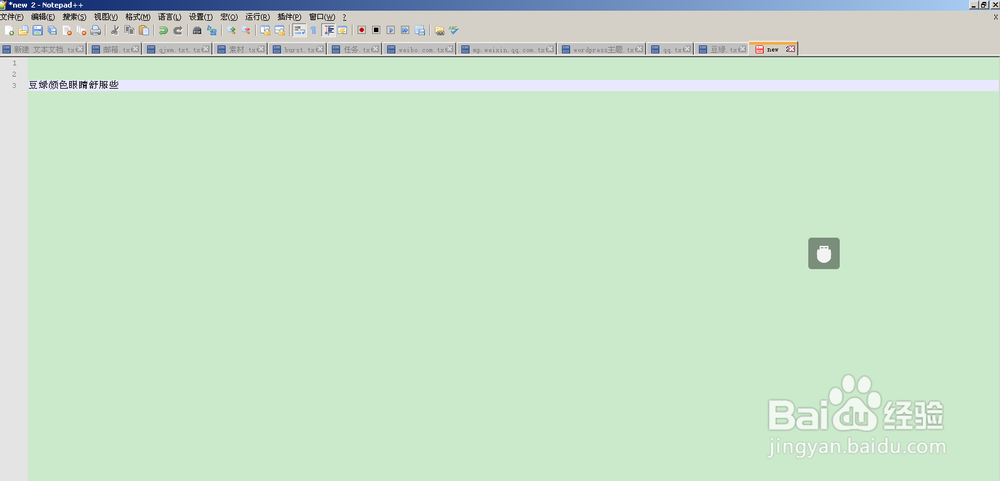 *new 2 - Notepad++
文件(F) 编辑(E) 搜索(S) 视图(V) 格式(M) 语言(L) 设置(T) 宏(O) 运行(R) 插件(P) 窗口(W) ? X
新建 文本文档.txt 邮箱.txt qjwm.txt.txt 素材.txt burst.txt 任务.txt weibo.com.txt mp.weixin.qq.com.txt wordpress主题.txt qq.txt 豆绿.txt new 2
1
2
3 豆绿颜色眼睛舒服些
Baidu 经验
jingyan.baidu.com